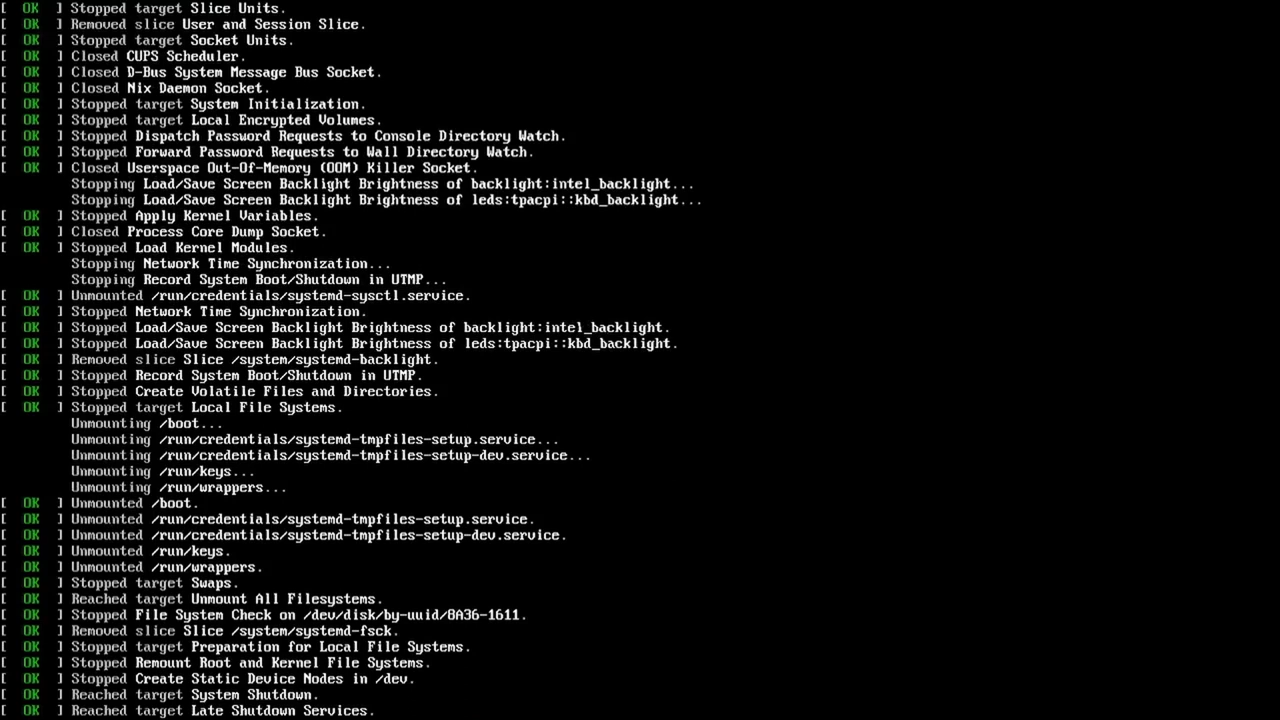 [  OK  ] Stopped target Slice Units.
[  OK  ] Removed slice User and Session Slice.
[  OK  ] Stopped target Socket Units.
[  OK  ] Closed CUPS Scheduler.
[  OK  ] Closed D-Bus System Message Bus Socket.
[  OK  ] Closed Nix Daemon Socket.
[  OK  ] Stopped target System Initialization.
[  OK  ] Stopped target Local Encrypted Volumes.
[  OK  ] Stopped Dispatch Password Requests to Console Directory Watch.
[  OK  ] Stopped Forward Password Requests to Wall Directory Watch.
[  OK  ] Closed Userspace Out-Of-Memory (OOM) Killer Socket.
Stopping Load/Save Screen Backlight Brightness of backlight:intel_backlight...
Stopping Load/Save Screen Backlight Brightness of leds:tpacpi::kbd_backlight...
[  OK  ] Stopped Apply Kernel Variables.
[  OK  ] Closed Process Core Dump Socket.
[  OK  ] Stopped Load Kernel Modules.
Stopping Network Time Synchronization...
Stopping Record System Boot/Shutdown in UTMP...
[  OK  ] Unmounted /run/credentials/systemd-sysctl.service.
[  OK  ] Stopped Network Time Synchronization.
[  OK  ] Stopped Load/Save Screen Backlight Brightness of backlight:intel_backlight.
[  OK  ] Stopped Load/Save Screen Backlight Brightness of leds:tpacpi::kbd_backlight.
[  OK  ] Removed slice Slice /system/systemd-backlight.
[  OK  ] Stopped Record System Boot/Shutdown in UTMP.
[  OK  ] Stopped Create Volatile Files and Directories.
[  OK  ] Stopped target Local File Systems.
Unmounting /boot...
Unmounting /run/credentials/systemd-tmpfiles-setup.service...
Unmounting /run/credentials/systemd-tmpfiles-setup-dev.service...
Unmounting /run/keys...
Unmounting /run/wrappers...
[  OK  ] Unmounted /boot.
[  OK  ] Unmounted /run/credentials/systemd-tmpfiles-setup.service.
[  OK  ] Unmounted /run/credentials/systemd-tmpfiles-setup-dev.service.
[  OK  ] Unmounted /run/keys.
[  OK  ] Unmounted /run/wrappers.
[  OK  ] Stopped target Swaps.
[  OK  ] Reached target Unmount All Filesystems.
[  OK  ] Stopped File System Check on /dev/disk/by-uuid/8A36-1611.
[  OK  ] Removed slice Slice /system/systemd-fsck.
[  OK  ] Stopped target Preparation for Local File Systems.
[  OK  ] Stopped Remount Root and Kernel File Systems.
[  OK  ] Stopped Create Static Device Nodes in /dev.
[  OK  ] Reached target System Shutdown.
[  OK  ] Reached target Late Shutdown Services.